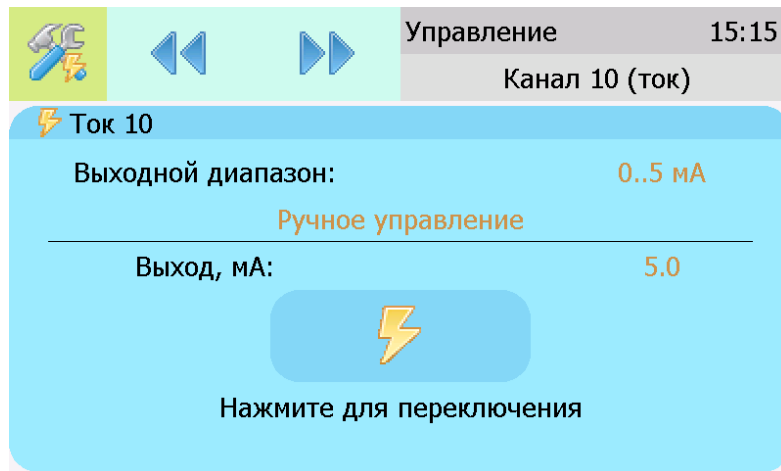 Управление 15:15
Канал 10 (ток)
Ток 10
Выходной диапазон: 0..5 мА
Ручное управление
Выход, мА: 5.0
Нажмите для переключения